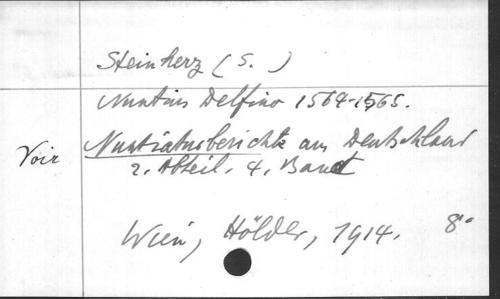 Steinherz (S.)
Nuntius Delfino 1564-1565.
Voir Nuntiaturberichte aus Deutschland
2. Abteil. 4. Band
Wien, Hölder, 1914. 8°